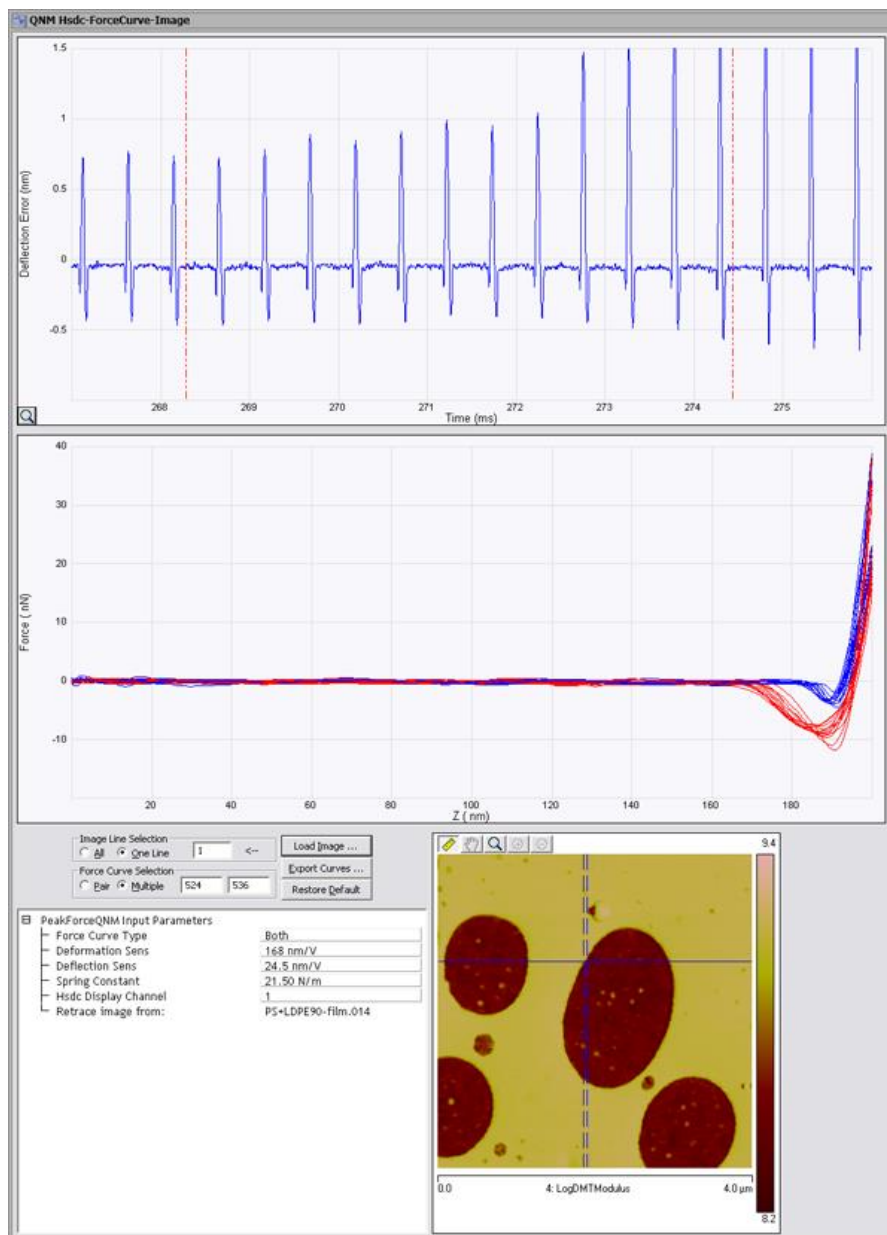 QNM Hsdc-ForceCurve-Image
1.5
1
0.5
0
-0.5
Deflection Error (nm)
268 269 270 271 272 273 274 275
Time (ms)
40
30
20
10
0
-10
Force ( nN)
20 40 60 80 100 120 140 160 180
Z ( nm)
Image Line Selection
All One Line 1 <--
Load Image ...
Force Curve Selection
Pair Multiple 524 536
Export Curves ...
Restore Default
PeakForceQNM Input Parameters
Force Curve Type Both
Deformation Sens 168 nm/V
Deflection Sens 24.5 nm/V
Spring Constant 21.50 N/m
Hsdc Display Channel 1
Retrace image from: PS+LDPE90-film.014
9.4
0.0 4: LogDMTModulus 4.0 µm
8.2